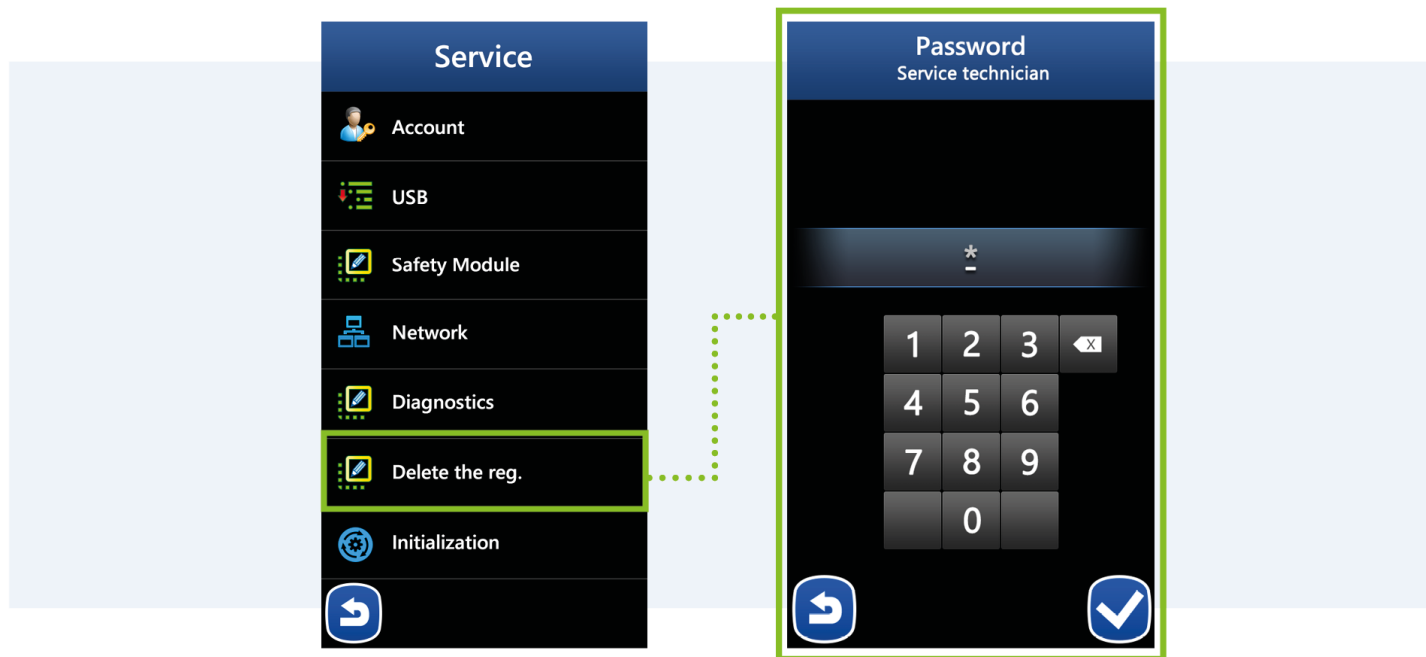 Service
Account
USB
Safety Module
Network
Diagnostics
Delete the reg.
Initialization
Password
Service technician
*
1 2 3 X
4 5 6
7 8 9
0